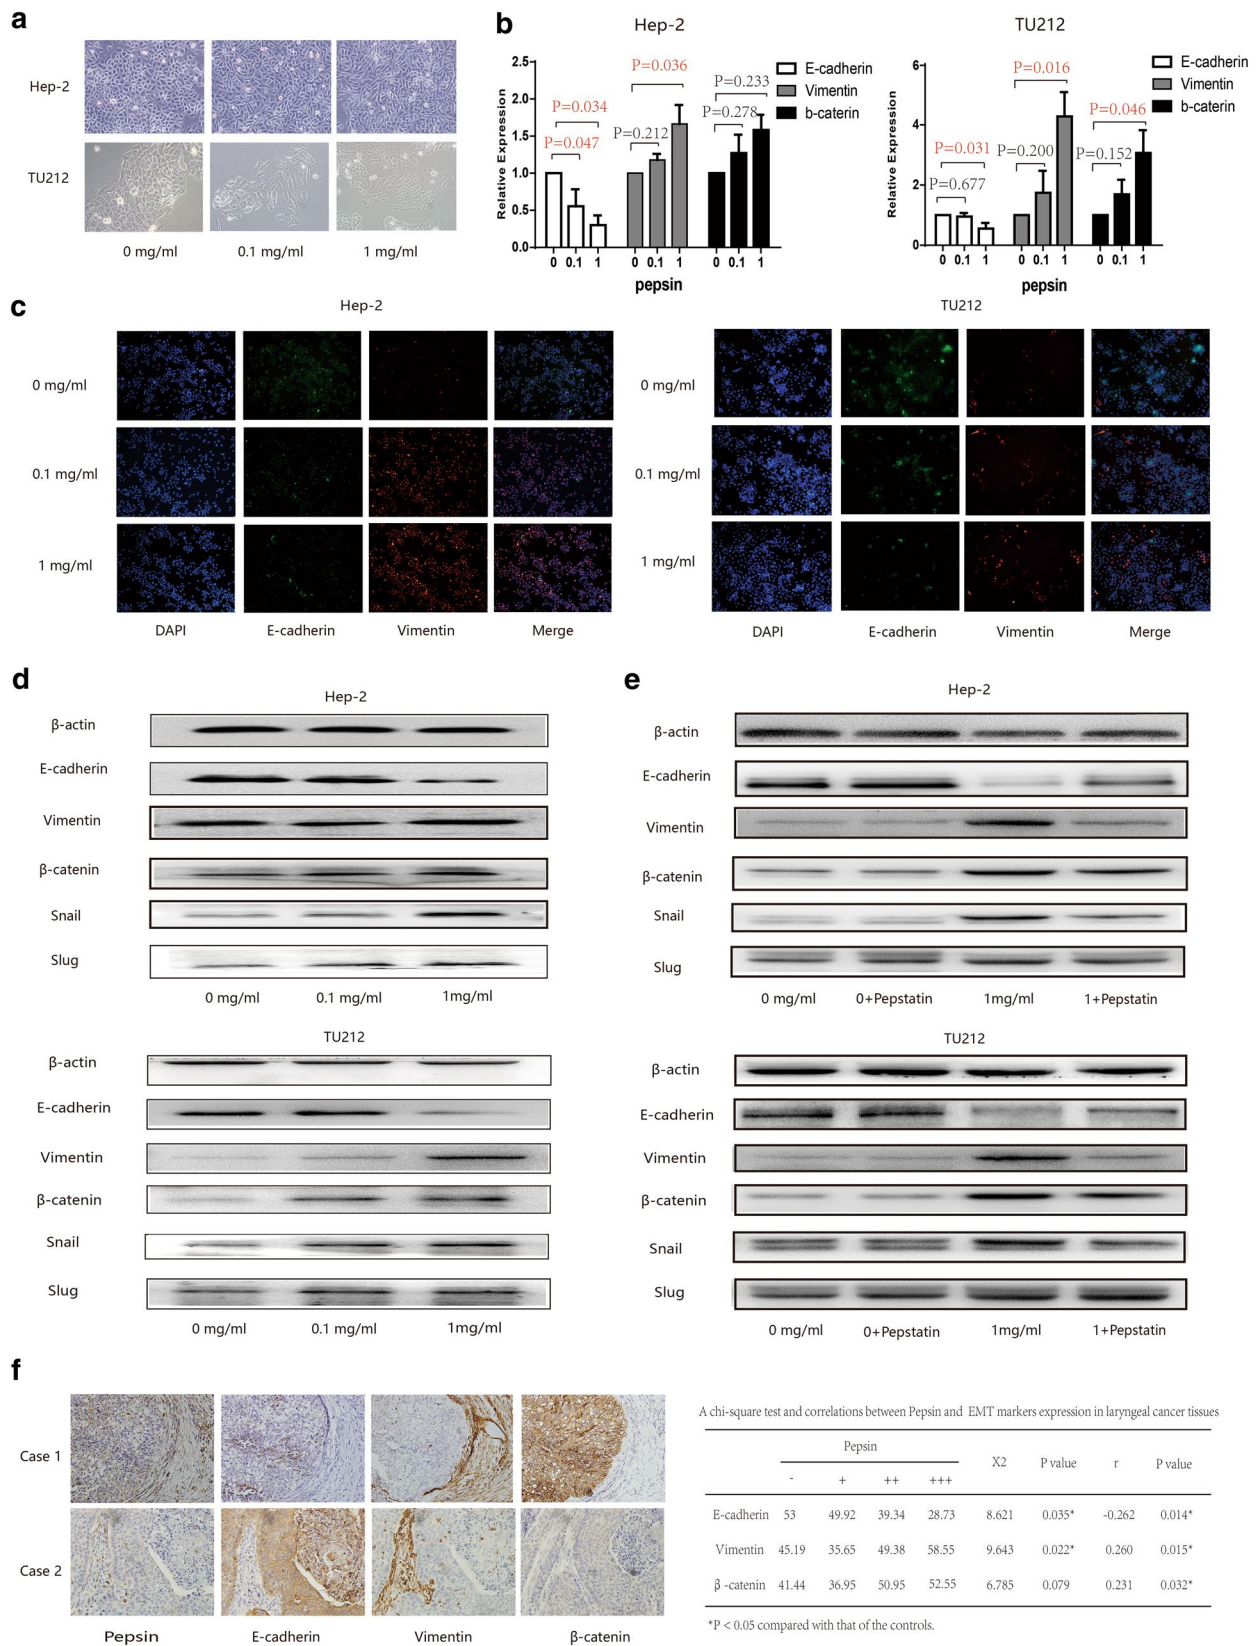 a
Hep-2
TU212
0 mg/ml 0.1 mg/ml 1 mg/ml
b
Hep-2
Relative Expression
2.5
2.0
1.5
1.0
0.5
0.0
P=0.034
P=0.047
P=0.036
P=0.212
P=0.233
P=0.278
E-cadherin
Vimentin
b-caterin
0 0.1 1 0 0.1 1 0 0.1 1
pepsin
TU212
Relative Expression
6
4
2
0
P=0.031
P=0.677
P=0.016
P=0.200
P=0.046
P=0.152
E-cadherin
Vimentin
b-caterin
0 0.1 1 0 0.1 1 0 0.1 1
pepsin
c
Hep-2
0 mg/ml
0.1 mg/ml
1 mg/ml
DAPI E-cadherin Vimentin Merge
TU212
0 mg/ml
0.1 mg/ml
1 mg/ml
DAPI E-cadherin Vimentin Merge
d
Hep-2
β-actin
E-cadherin
Vimentin
β-catenin
Snail
Slug
0 mg/ml 0.1 mg/ml 1mg/ml
TU212
β-actin
E-cadherin
Vimentin
β-catenin
Snail
Slug
0 mg/ml 0.1 mg/ml 1mg/ml
e
Hep-2
β-actin
E-cadherin
Vimentin
β-catenin
Snail
Slug
0 mg/ml 0+Pepstatin 1mg/ml 1+Pepstatin
TU212
β-actin
E-cadherin
Vimentin
β-catenin
Snail
Slug
0 mg/ml 0+Pepstatin 1mg/ml 1+Pepstatin
f
Case 1
Case 2
Pepsin E-cadherin Vimentin β-catenin
A chi-square test and correlations between Pepsin and EMT markers expression in laryngeal cancer tissues
Pepsin X2 P value r P value
- + ++ +++
E-cadherin 53 49.92 39.34 28.73 8.621 0.035* -0.262 0.014*
Vimentin 45.19 35.65 49.38 58.55 9.643 0.022* 0.260 0.015*
β-catenin 41.44 36.95 50.95 52.55 6.785 0.079 0.231 0.032*
*P < 0.05 compared with that of the controls.